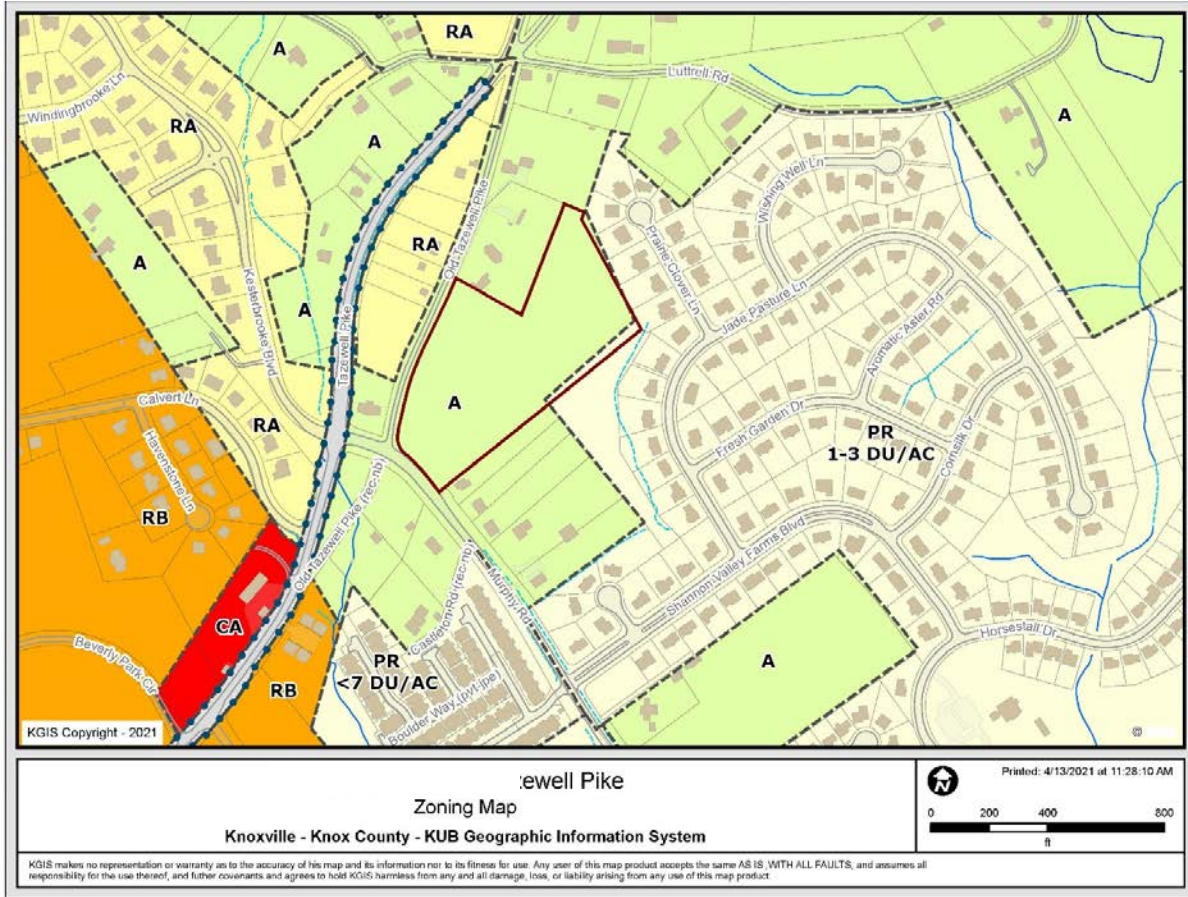 RA
A
Luttrell Rd
Windingbrooke Ln
RA
A
A
Wishing Well Ln
Old Tazewell Pike
RA
Prairie Clover Ln
A
Kesterbrooke Blvd
A
Jade Pasture Ln
Aromatic Aster Rd
Tazewell Pike
Calvert Ln
A
RA
Fresh Garden Dr
PR
1-3 DU/AC
Cornsilk Dr
Havenstone Ln
RB
Old Tazewell Pike (rec-nb)
Shannon Valley Farms Blvd
Murphy Rd
Castleton Rd (rec-nb)
CA
Horsestall Dr
Beverly Park Cir
PR
<7 DU/AC
A
RB
Boulder Way (pvt-jpe)
KGIS Copyright - 2021
©
:ewell Pike
Zoning Map
Knoxville - Knox County - KUB Geographic Information System
Printed: 4/13/2021 at 11:28:10 AM
0 200 400 800
ft
KGIS makes no representation or warranty as to the accuracy of his map and its information nor to its fitness for use. Any user of this map product accepts the same AS IS ,WITH ALL FAULTS, and assumes all
responsibility for the use thereof, and futher covenants and agrees to hold KGIS harmless from any and all damage, loss, or liability arising from any use of this map product.